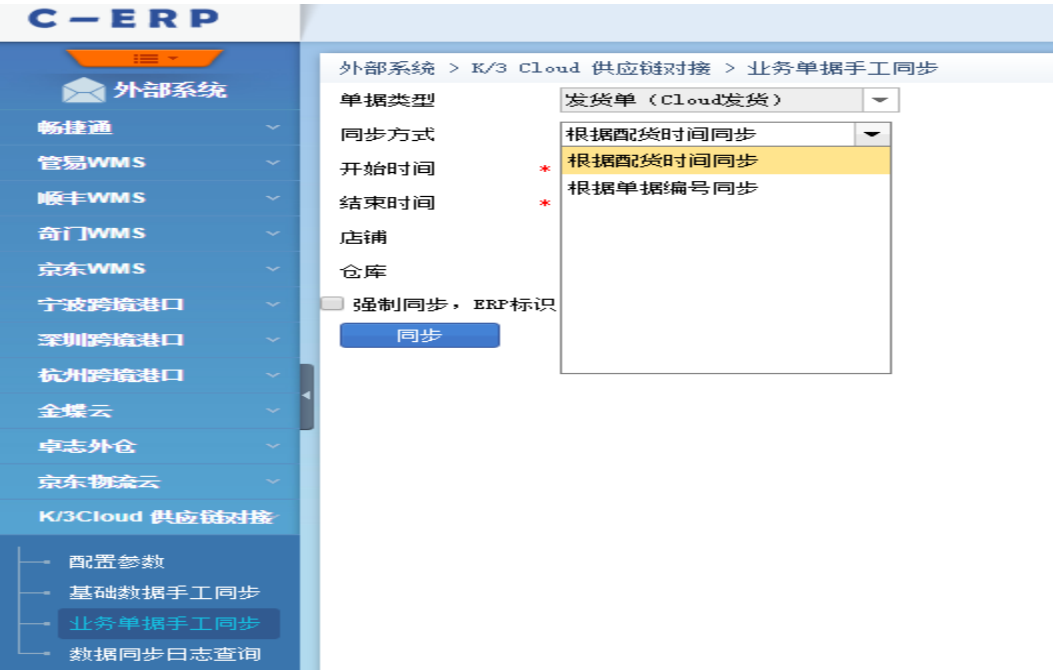 C-ERP
外部系统
畅捷通
管易WMS
顺丰WMS
奇门WMS
京东WMS
宁波跨境港口
深圳跨境港口
杭州跨境港口
金蝶云
卓志外仓
京东物流云
K/3Cloud 供应链对接
配置参数
基础数据手工同步
业务单据手工同步
数据同步日志查询
外部系统 > K/3 Cloud 供应链对接 > 业务单据手工同步
单据类型 发货单（Cloud发货）
同步方式 根据配货时间同步
根据配货时间同步
根据单据编号同步
开始时间 *
结束时间 *
店铺
仓库
强制同步，ERP标识
同步